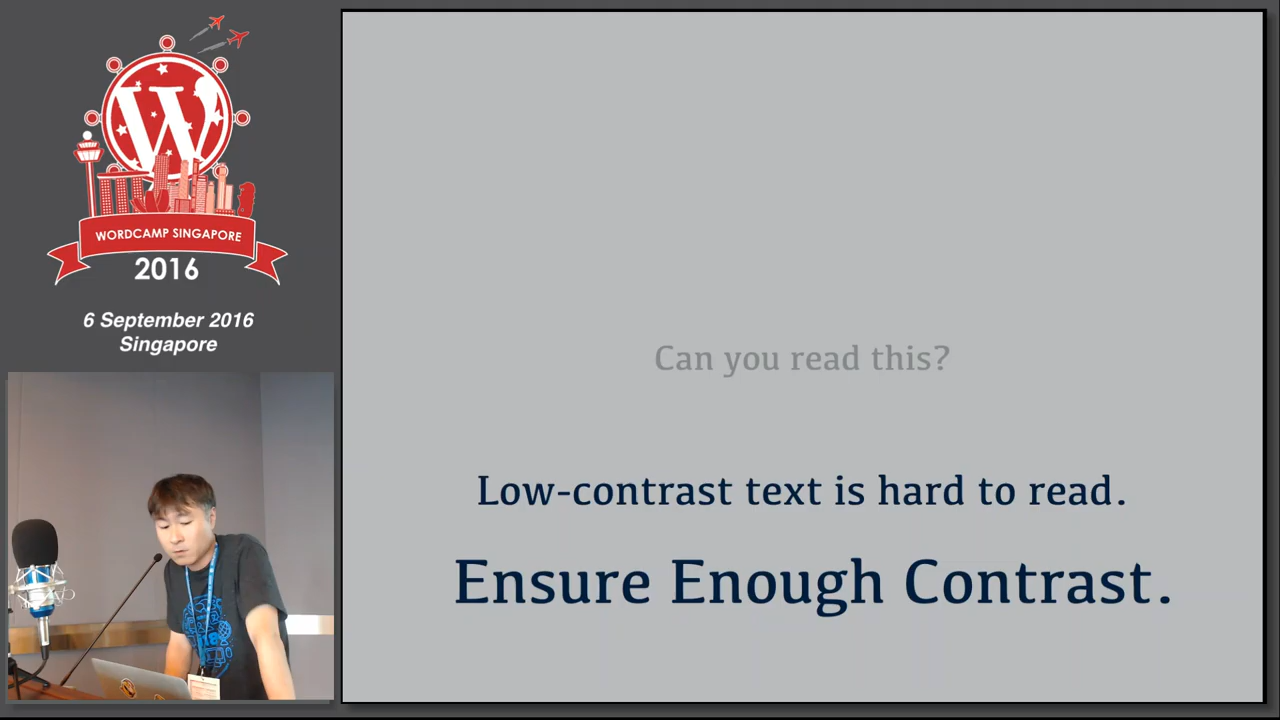 W
WORDCAMP SINGAPORE
2016
6 September 2016
Singapore
Can you read this?
Low-contrast text is hard to read.
Ensure Enough Contrast.